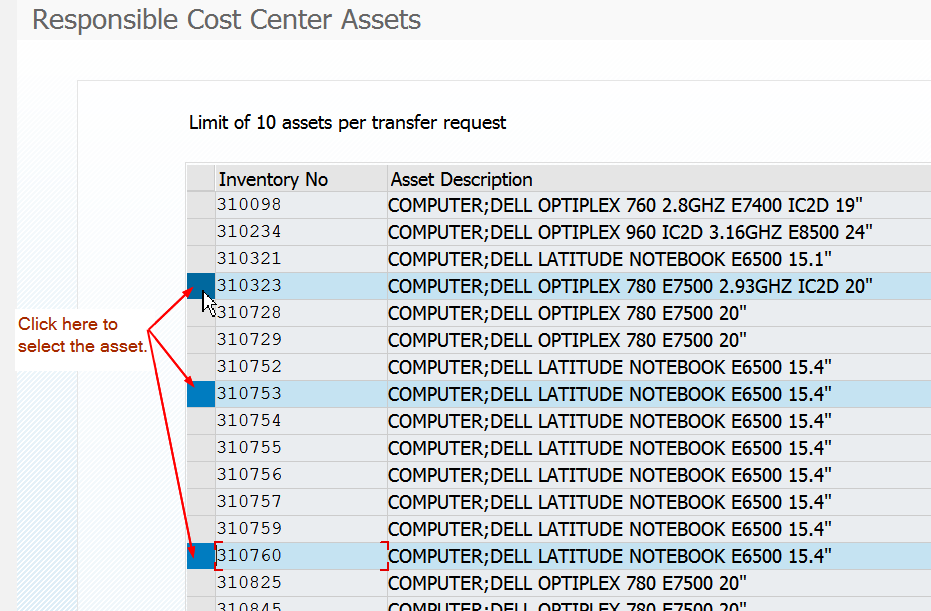 Responsible Cost Center Assets
Limit of 10 assets per transfer request
Inventory No Asset Description
310098 COMPUTER;DELL OPTIPLEX 760 2.8GHZ E7400 IC2D 19"
310234 COMPUTER;DELL OPTIPLEX 960 IC2D 3.16GHZ E8500 24"
310321 COMPUTER;DELL LATITUDE NOTEBOOK E6500 15.1"
310323 COMPUTER;DELL OPTIPLEX 780 E7500 2.93GHZ IC2D 20"
310728 COMPUTER;DELL OPTIPLEX 780 E7500 20"
Click here to
select the asset.
310729 COMPUTER;DELL OPTIPLEX 780 E7500 20"
310752 COMPUTER;DELL LATITUDE NOTEBOOK E6500 15.4"
310753 COMPUTER;DELL LATITUDE NOTEBOOK E6500 15.4"
310754 COMPUTER;DELL LATITUDE NOTEBOOK E6500 15.4"
310755 COMPUTER;DELL LATITUDE NOTEBOOK E6500 15.4"
310756 COMPUTER;DELL LATITUDE NOTEBOOK E6500 15.4"
310757 COMPUTER;DELL LATITUDE NOTEBOOK E6500 15.4"
310759 COMPUTER;DELL LATITUDE NOTEBOOK E6500 15.4"
310760 COMPUTER;DELL LATITUDE NOTEBOOK E6500 15.4"
310825 COMPUTER;DELL OPTIPLEX 780 E7500 20"
310845 COMPUTER;DELL OPTIPLEX 780 E7500 20"